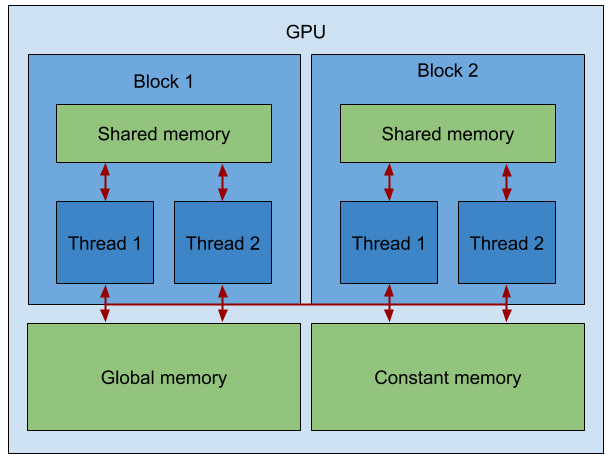 GPU
Block 1
Block 2
Shared memory
Shared memory
Thread 1
Thread 2
Thread 1
Thread 2
Global memory
Constant memory